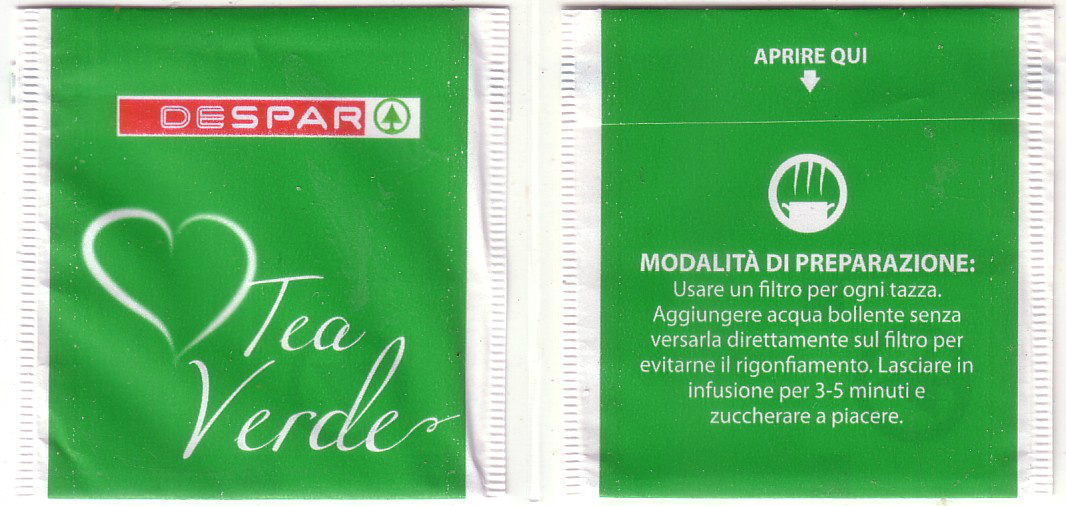 DESPAR
Tea
Verde
APRIRE QUI
MODALITÀ DI PREPARAZIONE:
Usare un filtro per ogni tazza.
Aggiungere acqua bollente senza
versarla direttamente sul filtro per
evitarne il rigonfiamento. Lasciare in
infusione per 3-5 minuti e
zuccherare a piacere.